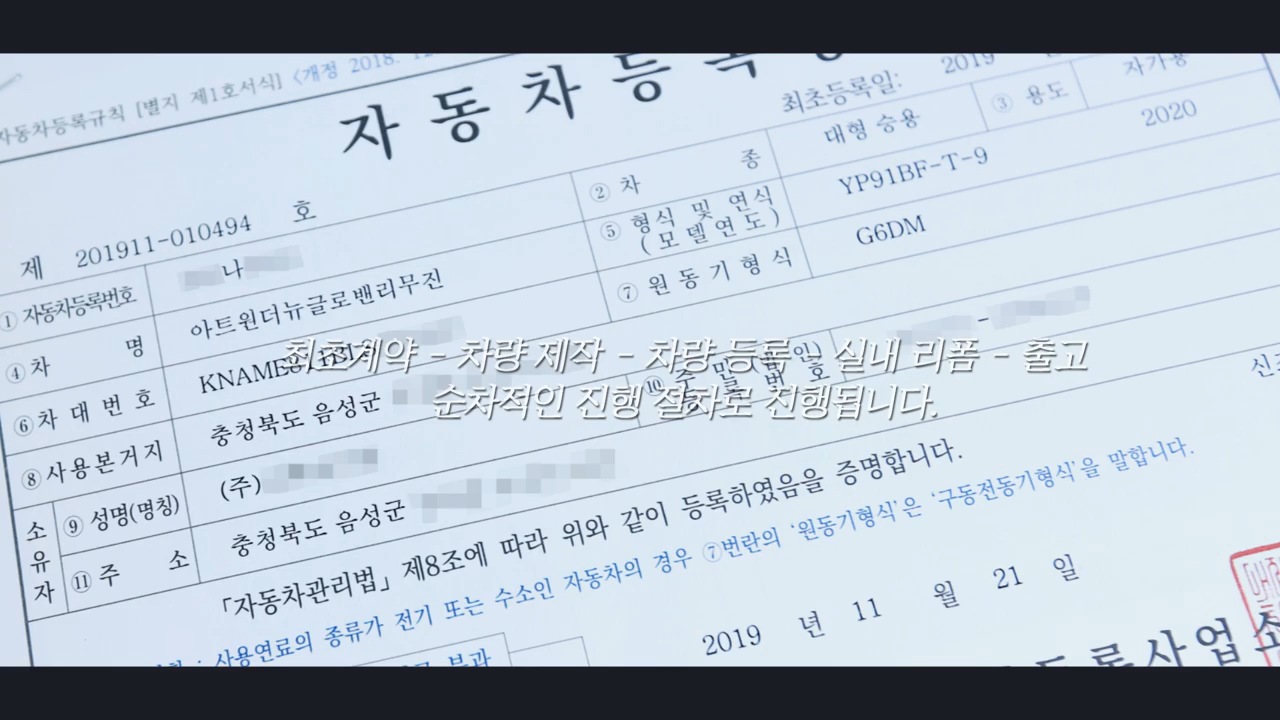 자동차등록규칙 [별지 제1호서식] <개정 2018.
자동차등록
제 201911-010494 호
최초등록일: 2019
① 자동차등록번호 나
② 차 종 대형 승용
③ 용도 자가용
④ 차 명 아트원더뉴글로밴리무진
⑤ 형식 및 연식 YP91BF-T-9 2020
(모델연도)
⑥ 차 대 번 호
⑦ 원동기형식 G6DM
⑧ 사용본거지 충청북도 음성군
소유자
⑨ 성명(명칭) (주)
⑩
⑪ 주 소 충청북도 음성군
최초계약 - 차량 제작 - 차량 등록 - 실내 리폼 - 출고
순차적인 진행 절차로 진행됩니다.
「자동차관리법」 제8조에 따라 위와 같이 등록하였음을 증명합니다.
: 사용연료의 종류가 전기 또는 수소인 자동차의 경우 ⑦번란의 '원동기형식'은 '구동전동기형식'을 말합니다.
2019 년 11 월 21 일
등록사업소